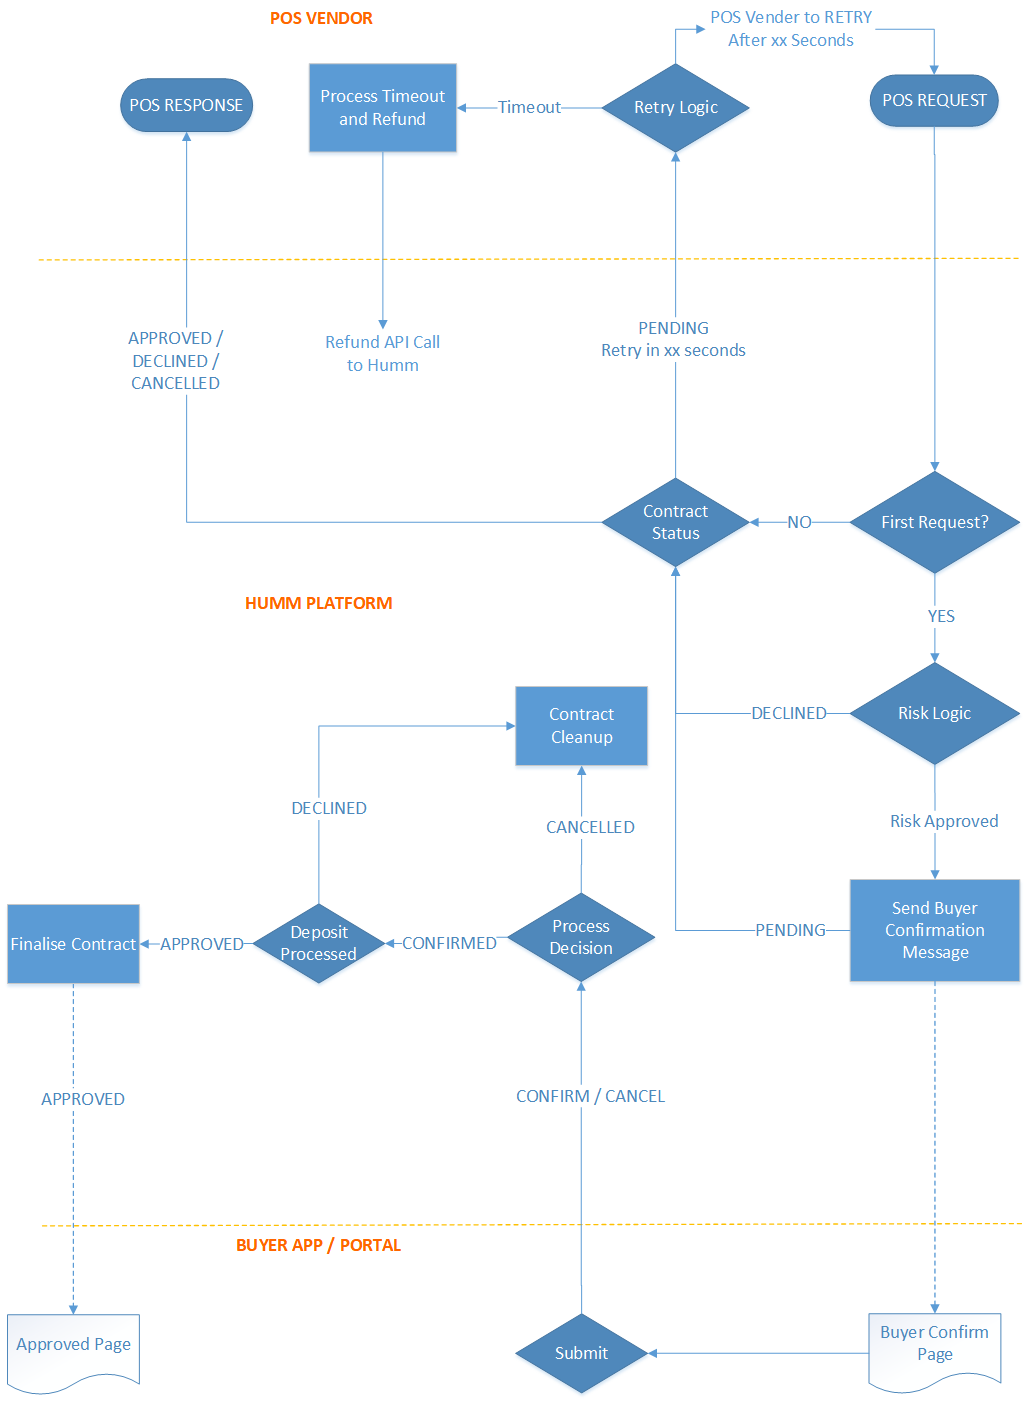 POS VENDOR
POS Vender to RETRY
After xx Seconds
POS RESPONSE
Process Timeout
and Refund
Timeout
Retry Logic
POS REQUEST
APPROVED /
DECLINED /
CANCELLED
Refund API Call
to Humm
PENDING
Retry in xx seconds
Contract
Status
NO
First Request?
HUMM PLATFORM
YES
Contract
Cleanup
DECLINED
Risk Logic
DECLINED
CANCELLED
Risk Approved
Finalise Contract
APPROVED
Deposit
Processed
CONFIRMED
Process
Decision
PENDING
Send Buyer
Confirmation
Message
APPROVED
CONFIRM / CANCEL
BUYER APP / PORTAL
Approved Page
Submit
Buyer Confirm
Page